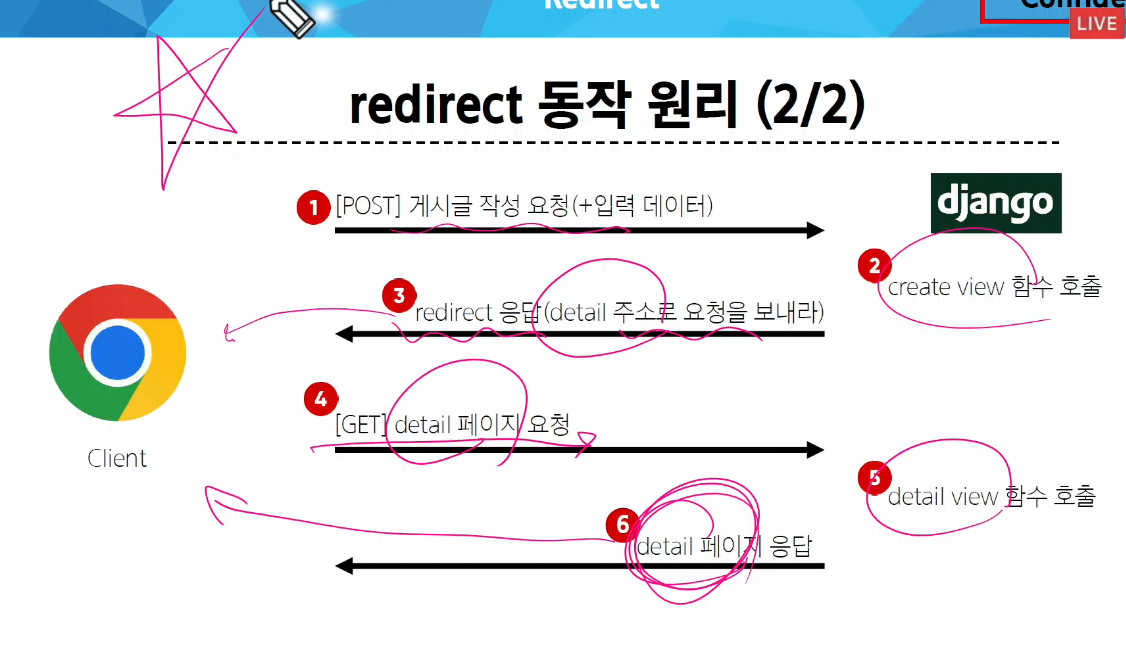 Redirect
LIVE
redirect 동작 원리 (2/2)
1 [POST] 게시글 작성 요청(+입력 데이터)
django
2 create view 함수 호출
3 redirect 응답(detail 주소로 요청을 보내라)
4 [GET] detail 페이지 요청
Client
5 detail view 함수 호출
6 detail 페이지 응답